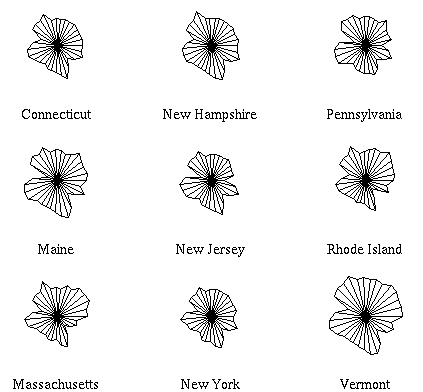 Connecticut
New Hampshire
Pennsylvania
Maine
New Jersey
Rhode Island
Massachusetts
New York
Vermont